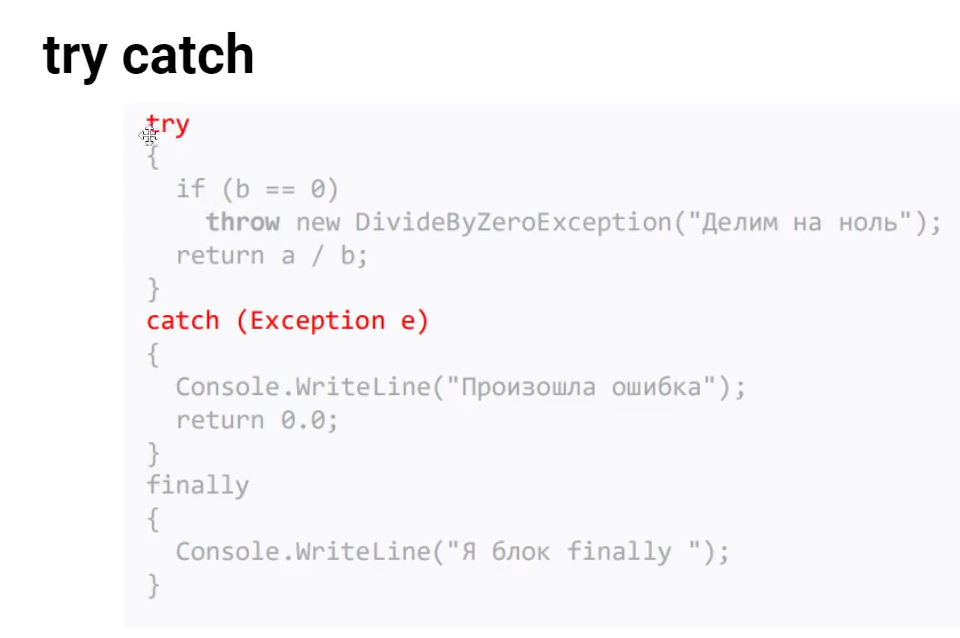 try catch
try
{
if (b == 0)
throw new DivideByZeroException("Делим на ноль");
return a / b;
}
catch (Exception e)
{
Console.WriteLine("Произошла ошибка");
return 0.0;
}
finally
{
Console.WriteLine("Я блок finally ");
}